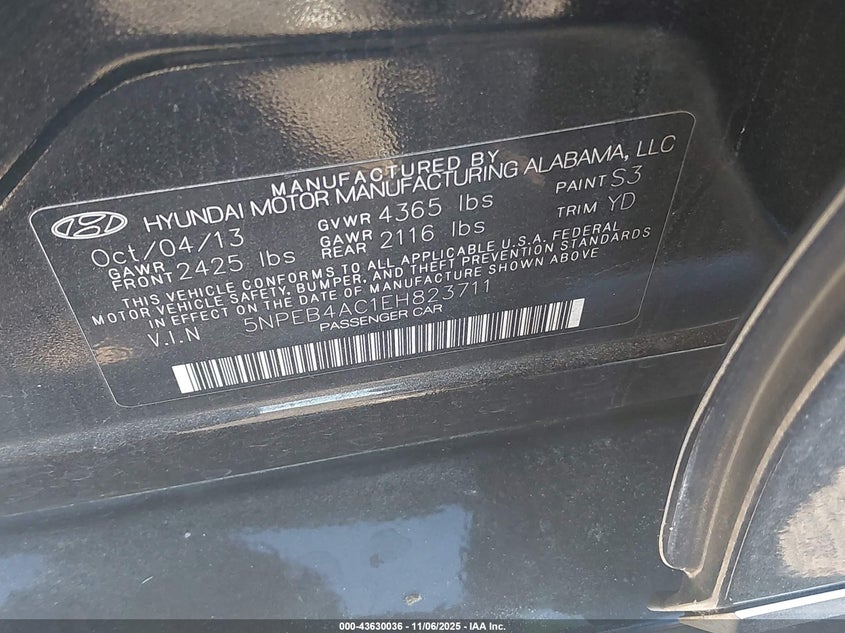 MANUFACTURED BY
HYUNDAI MOTOR MANUFACTURING ALABAMA, LLC
Oct/04/13 GVWR 4365 lbs PAINT S3
GAWR FRONT 2425 lbs GAWR REAR 2116 lbs TRIM YD
THIS VEHICLE CONFORMS TO ALL APPLICABLE U.S.A. FEDERAL
MOTOR VEHICLE SAFETY, BUMPER, AND THEFT PREVENTION STANDARDS
IN EFFECT ON THE DATE OF MANUFACTURE SHOWN ABOVE
V.I.N 5NPEB4AC1EH823711
PASSENGER CAR
000-43630036 - 11/06/2025 - IAA Inc.